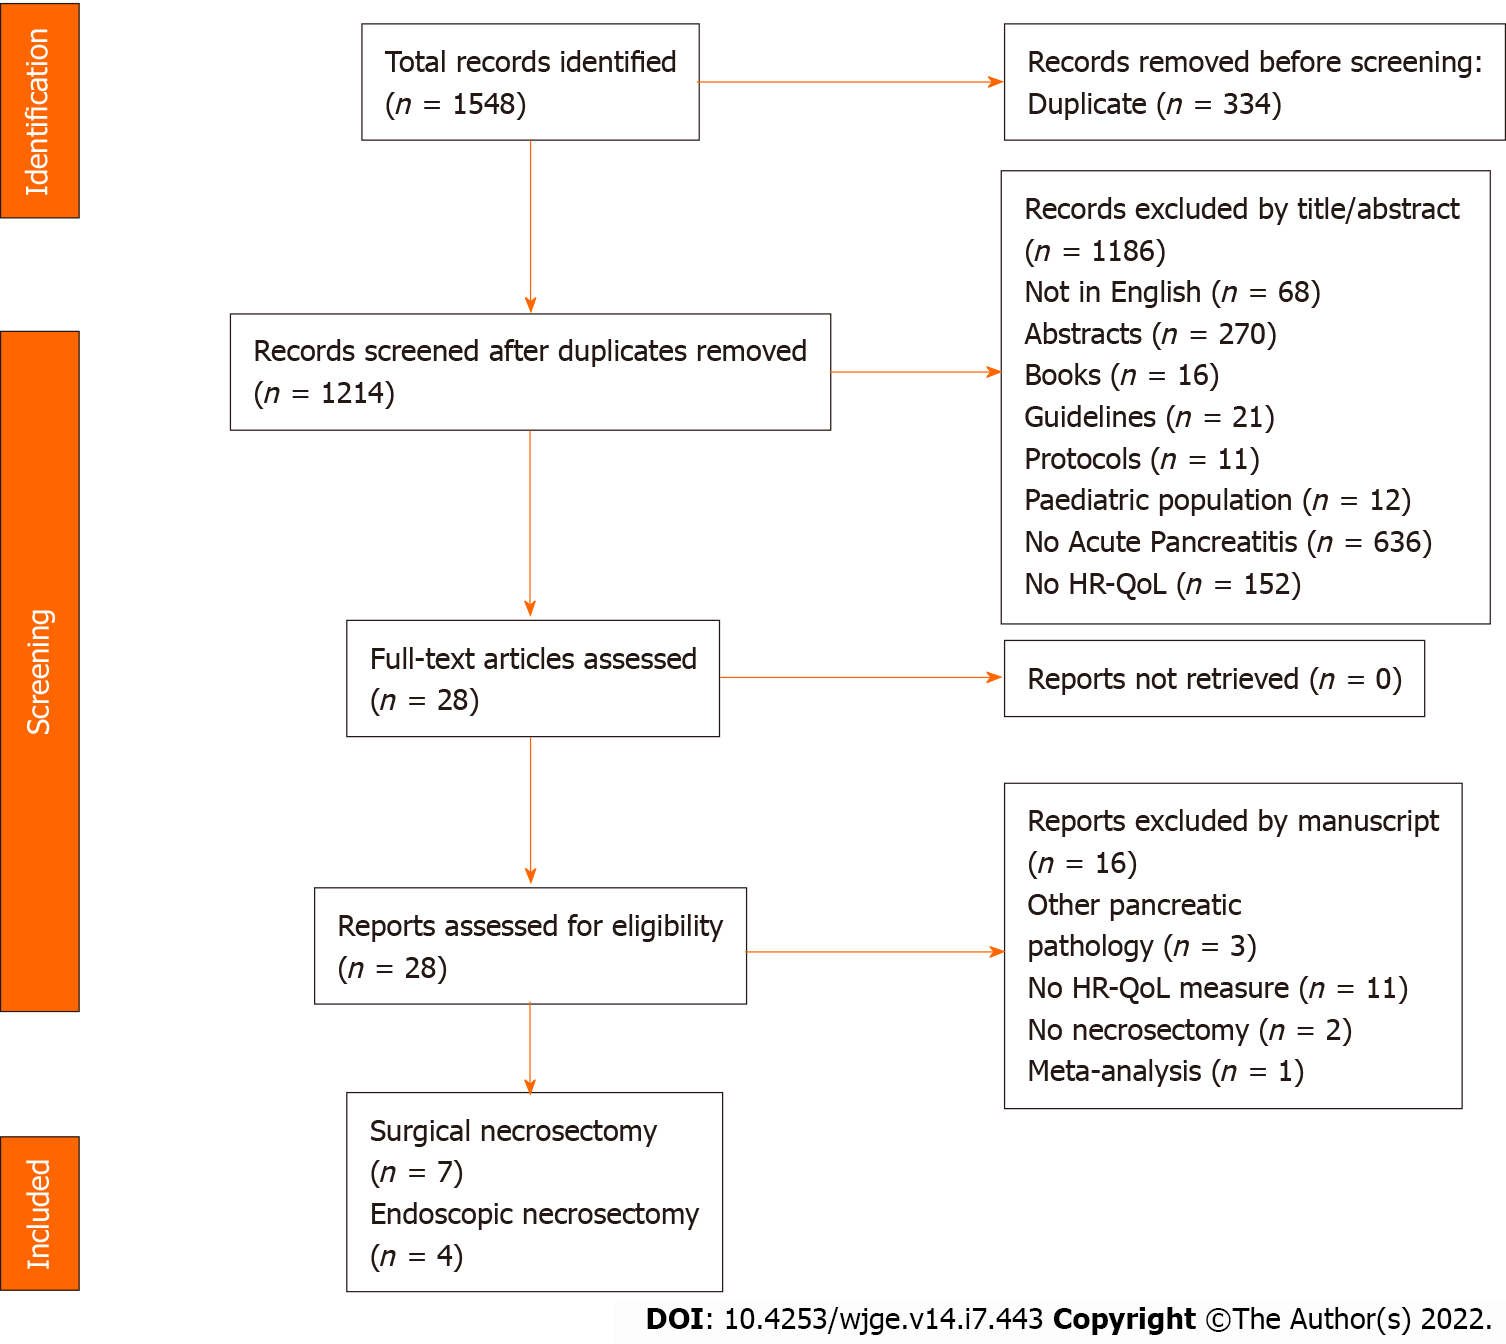 Identification
Total records identified
(n = 1548)
Records removed before screening:
Duplicate (n = 334)
Records excluded by title/abstract
(n = 1186)
Not in English (n = 68)
Abstracts (n = 270)
Books (n = 16)
Guidelines (n = 21)
Protocols (n = 11)
Paediatric population (n = 12)
No Acute Pancreatitis (n = 636)
No HR-QoL (n = 152)
Screening
Records screened after duplicates removed
(n = 1214)
Full-text articles assessed
(n = 28)
Reports not retrieved (n = 0)
Reports assessed for eligibility
(n = 28)
Reports excluded by manuscript
(n = 16)
Other pancreatic
pathology (n = 3)
No HR-QoL measure (n = 11)
No necrosectomy (n = 2)
Meta-analysis (n = 1)
Included
Surgical necrosectomy
(n = 7)
Endoscopic necrosectomy
(n = 4)
DOI: 10.4253/wjge.v14.i7.443 Copyright ©The Author(s) 2022.